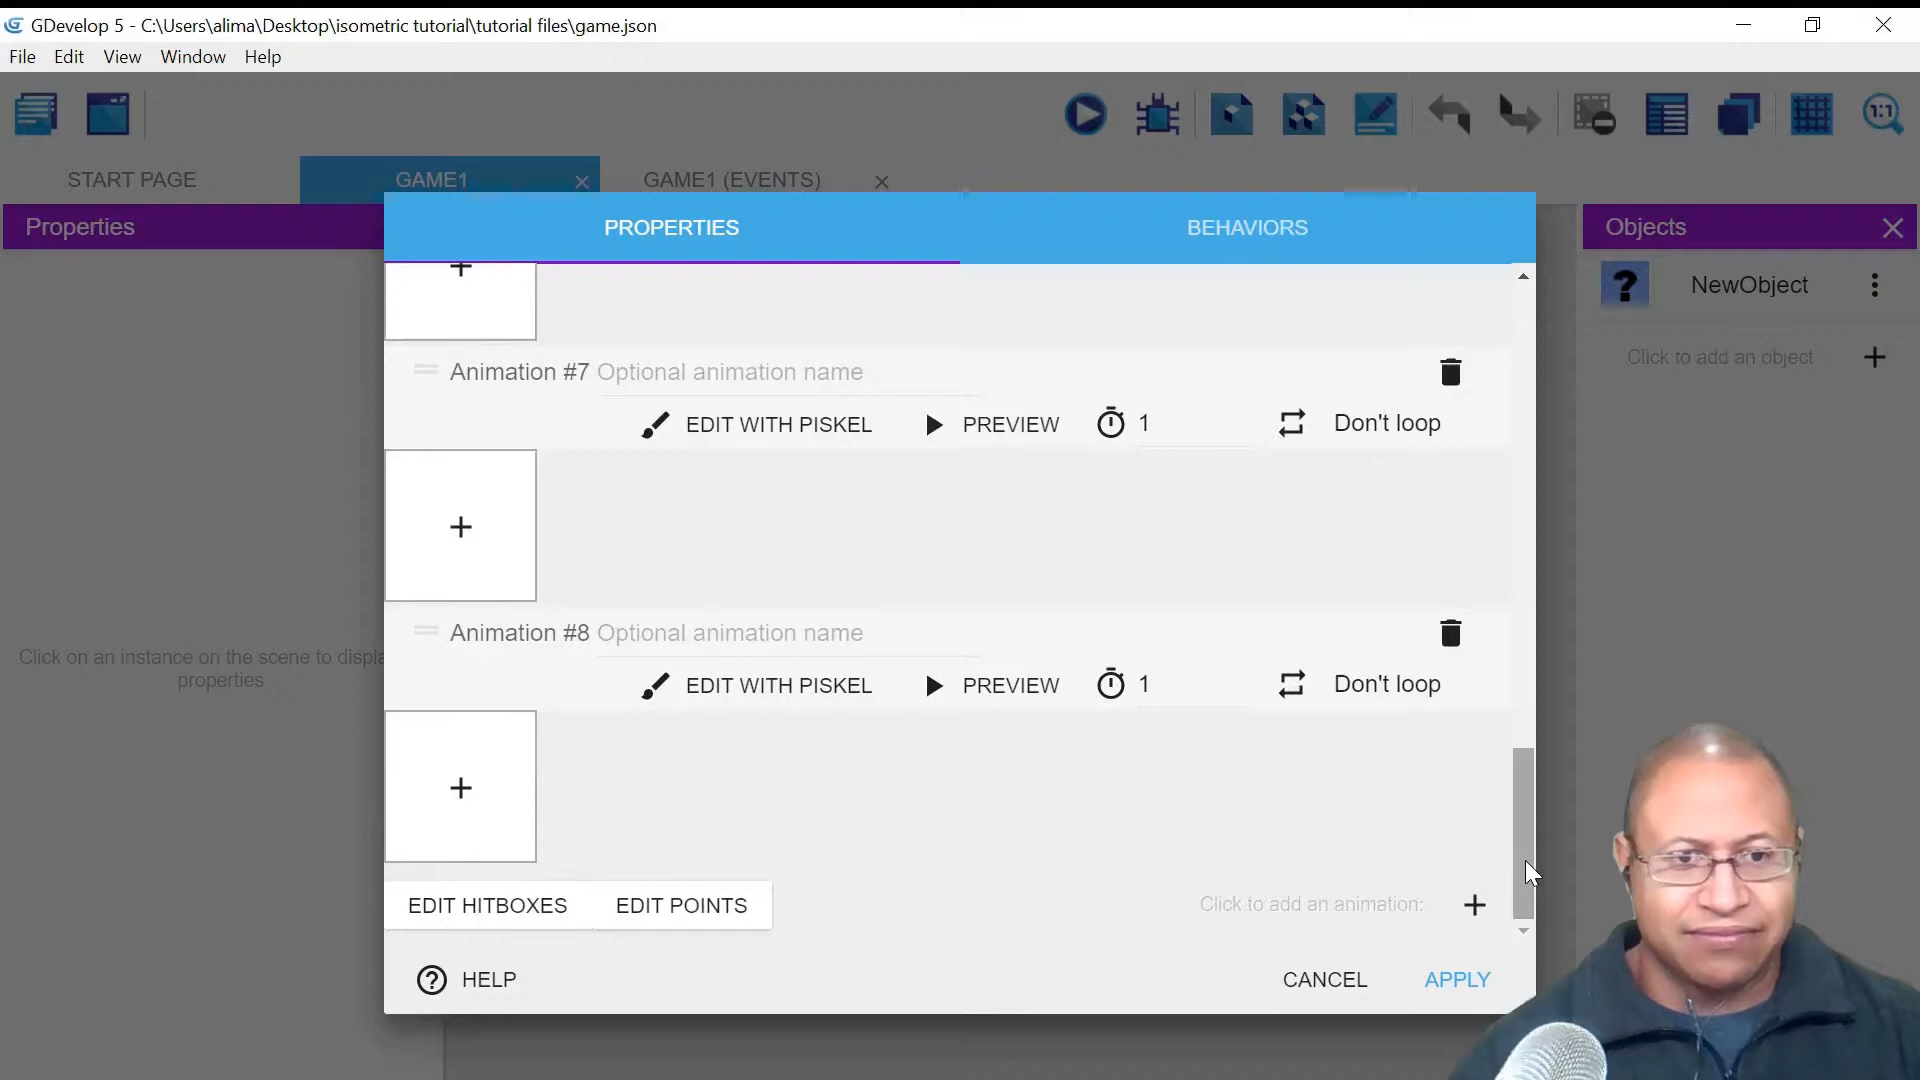 GDevelop 5 - C:\Users\alima\Desktop\isometric tutorial\tutorial files\game.json
File Edit View Window Help
1:1
START PAGE GAME1 GAME1 (EVENTS)
Properties
PROPERTIES BEHAVIORS
Objects
? NewObject
Click to add an object
Animation #7 Optional animation name
EDIT WITH PISKEL PREVIEW 1 Don't loop
Animation #8 Optional animation name
Click on an instance on the scene to displa
properties
EDIT WITH PISKEL PREVIEW 1 Don't loop
EDIT HITBOXES EDIT POINTS Click to add an animation:
? HELP CANCEL APPLY